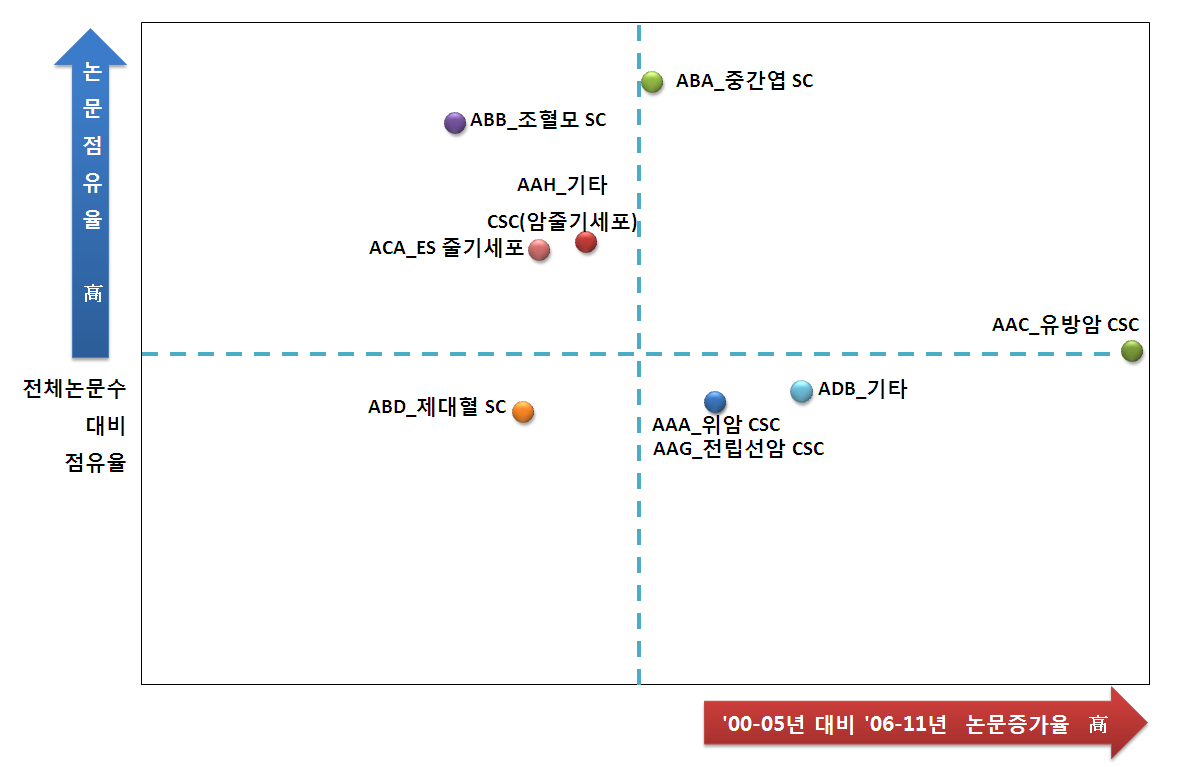 논문점유율 高
전체논문수
대비
점유율
ABA_중간엽 SC
ABB_조혈모 SC
AAH_기타
CSC(암줄기세포)
ACA_ES 줄기세포
AAC_유방암 CSC
ABD_제대혈 SC
ADB_기타
AAA_위암 CSC
AAG_전립선암 CSC
'00-05년 대비 '06-11년 논문증가율 高